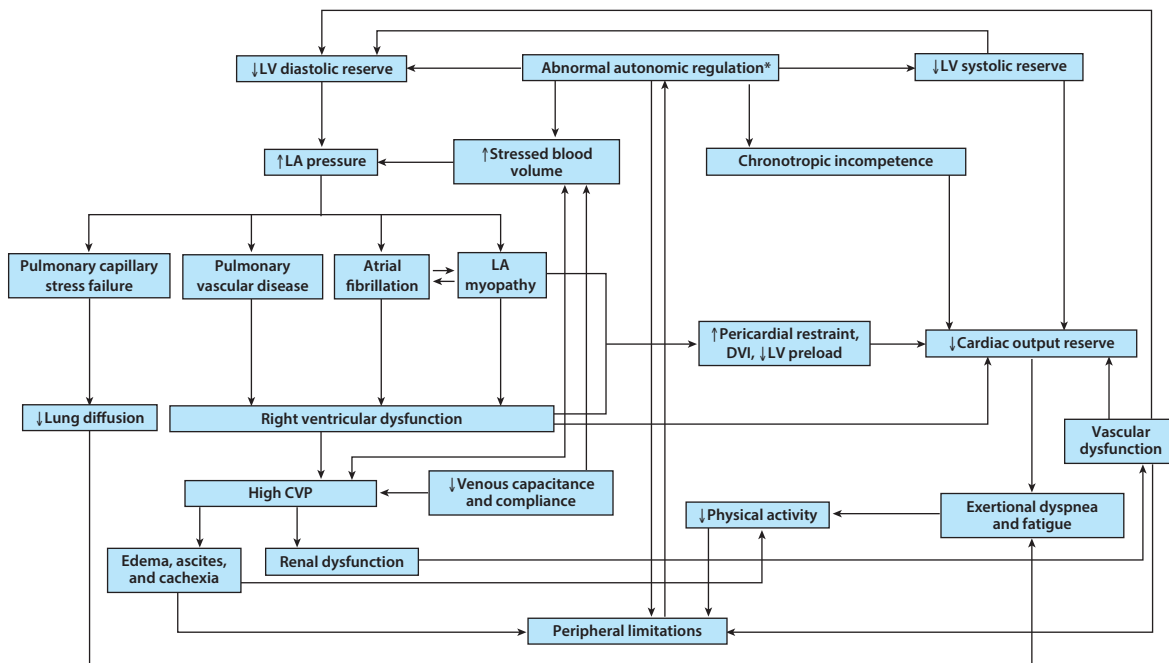 ↓LV diastolic reserve
Abnormal autonomic regulation*
↓LV systolic reserve
↑LA pressure
↑Stressed blood
volume
Chronotropic incompetence
Pulmonary capillary
stress failure
Pulmonary
vascular disease
Atrial
fibrillation
LA
myopathy
↑Pericardial restraint,
DVI, ↓LV preload
↓Cardiac output reserve
↓Lung diffusion
Right ventricular dysfunction
Vascular
dysfunction
High CVP
↓Venous capacitance
and compliance
↓Physical activity
Exertional dyspnea
and fatigue
Edema, ascites,
and cachexia
Renal dysfunction
Peripheral limitations